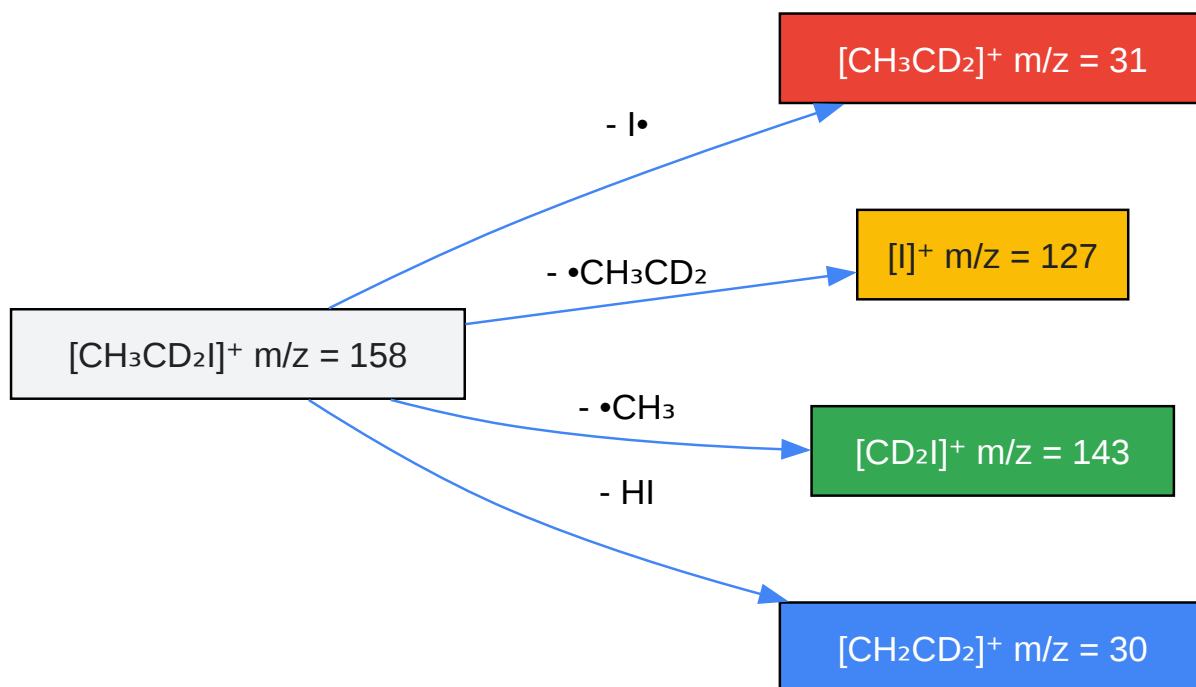 [CH₃CD₂]⁺ m/z = 31
- I•
[I]⁺ m/z = 127
- •CH₃CD₂
[CH₃CD₂I]⁺ m/z = 158
- •CH₃
[CD₂I]⁺ m/z = 143
- HI
[CH₂CD₂]⁺ m/z = 30